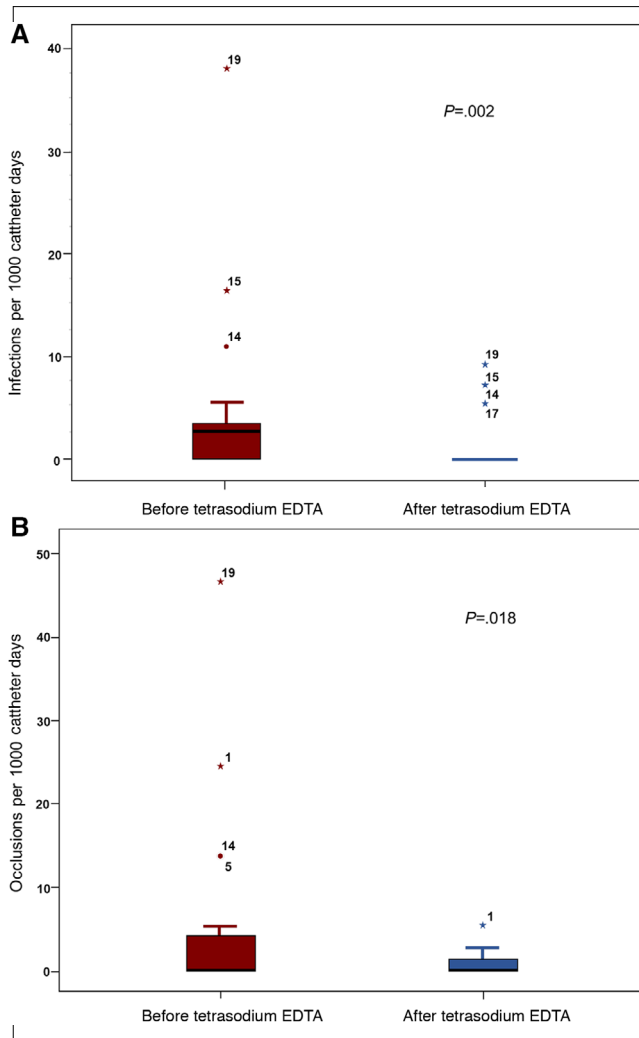 A
40
30
20
10
0
Infections per 1000 cattheter days
19
15
14
P=.002
19
15
14
17
Before tetrasodium EDTA After tetrasodium EDTA
B
50
40
30
20
10
0
Occlusions per 1000 cattheter days
19
1
14
5
P=.018
1
Before tetrasodium EDTA After tetrasodium EDTA